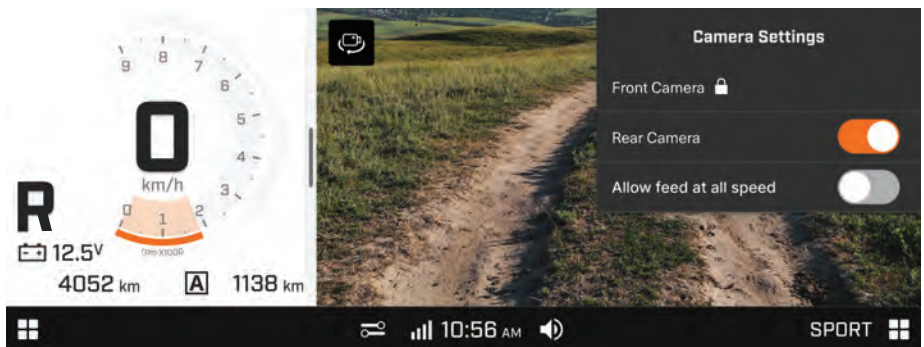 9 8 7
6
5
4
3
2
1
0
0
km/h
R
RPM X1000
12.5V
4052 km A 1138 km
Camera Settings
Front Camera
Rear Camera
Allow feed at all speed
10:56 AM
SPORT